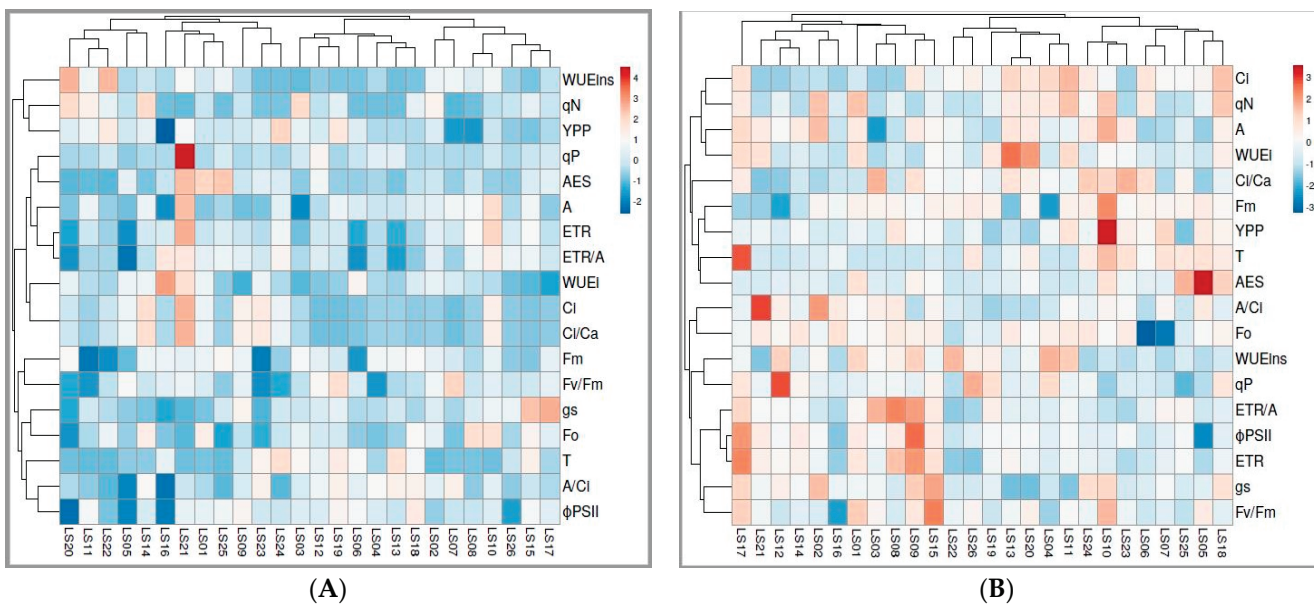 WUEins
qN
YPP
qP
AES
A
ETR
ETR/A
WUEi
Ci
Ci/Ca
Fm
Fv/Fm
gs
Fo
T
A/Ci
ϕPSII
4
3
2
1
0
-1
-2
LS20
LS11
LS22
LS05
LS14
LS16
LS21
LS01
LS25
LS09
LS23
LS24
LS03
LS12
LS19
LS06
LS04
LS13
LS18
LS02
LS07
LS08
LS10
LS26
LS15
LS17
(A)
Ci
qN
A
WUEi
Ci/Ca
Fm
YPP
T
AES
A/Ci
Fo
WUEins
qP
ETR/A
ϕPSII
ETR
gs
Fv/Fm
3
2
1
0
-1
-2
-3
LS17
LS21
LS12
LS14
LS02
LS16
LS01
LS03
LS08
LS09
LS15
LS22
LS26
LS19
LS13
LS20
LS04
LS11
LS24
LS10
LS23
LS06
LS07
LS25
LS05
LS18
(B)